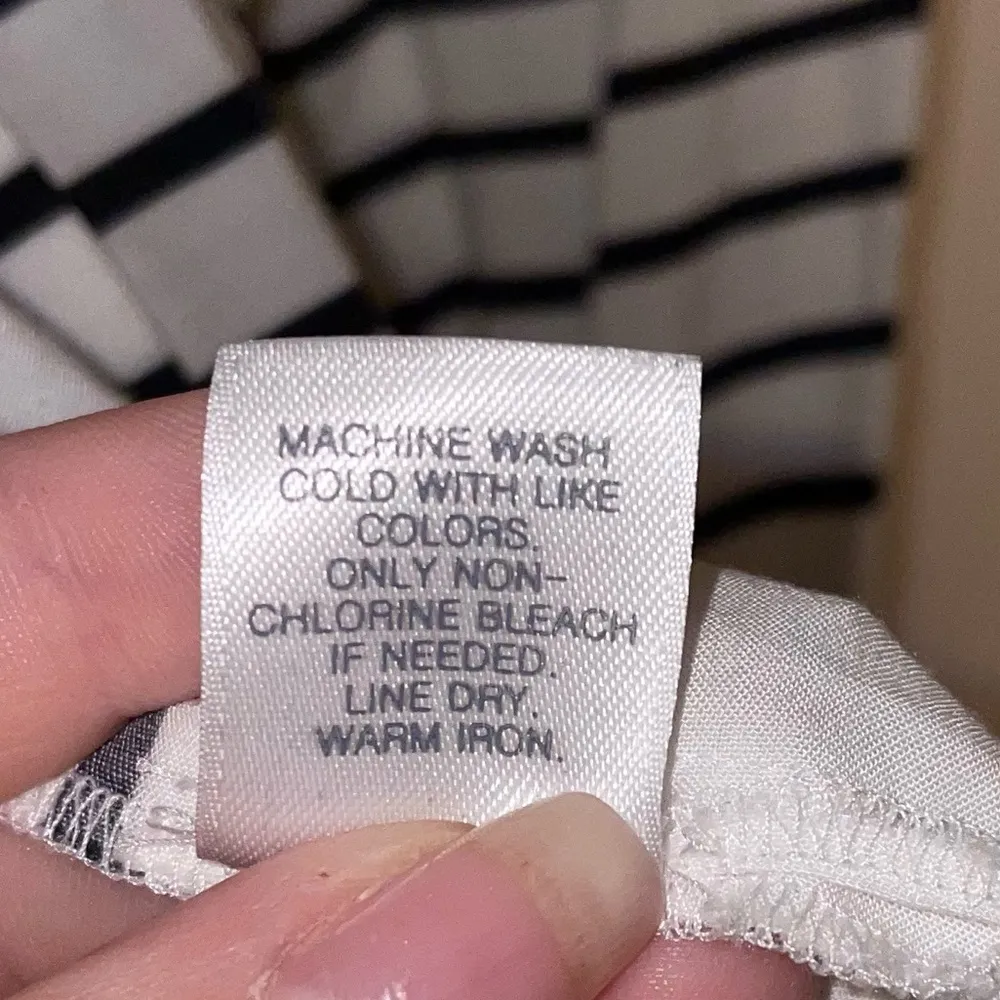 MACHINE WASH
COLD WITH LIKE
COLORS.
ONLY NON-
CHLORINE BLEACH
IF NEEDED.
LINE DRY.
WARM IRON.